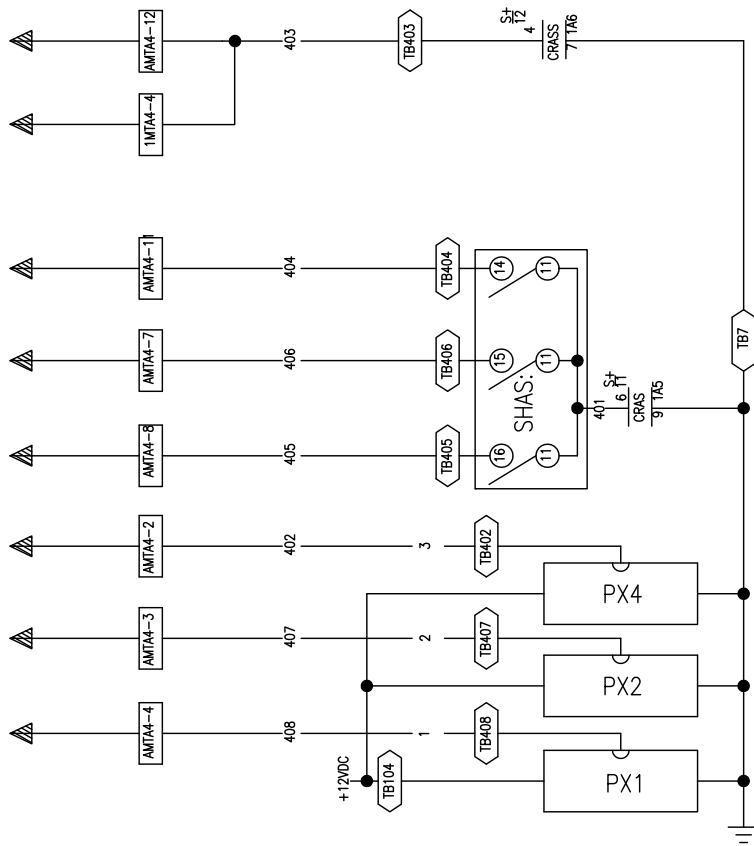 AMTA4-12
403
TB403
S+
12
4
CRASS
7
1A6
1MTA4-4
AMTA4-11
404
TB404
14
11
AMTA4-7
406
TB406
15
11
TB7
SHAS:
401
S+
11
6
CRAS
9
1A5
AMTA4-8
405
TB405
16
11
AMTA4-2
402
3
TB402
PX4
AMTA4-3
407
2
TB407
PX2
AMTA4-4
408
1
TB408
+12VDC
TB104
PX1